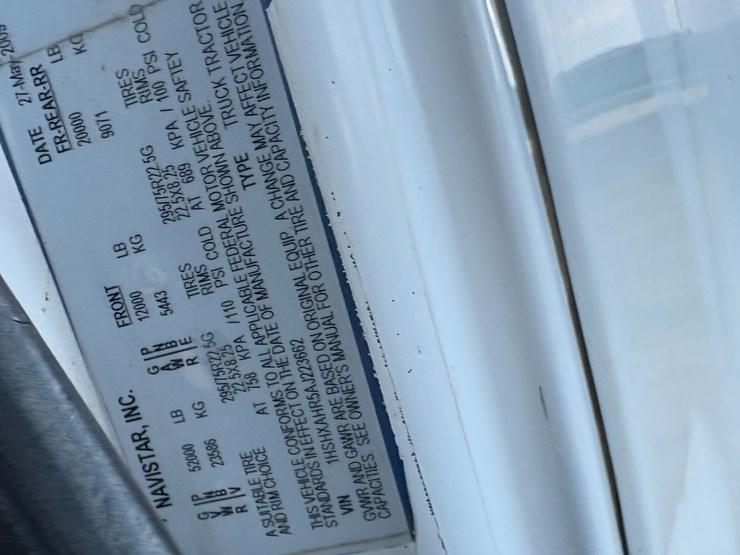 NAVISTAR, INC. DATE 27-May 2009
FRONT FR-REAR-RR
G P 52000 LB G P 12000 LB 20000 LB
V N 23586 KG A N 5443 KG 9071 KG
W B W B
R V R E
A SUITABLE TIRE 295/75R22.5G TIRES 295/75R22.5G TIRES
AND RIM CHOICE 22.5X8.25 RIMS 22.5X8.25 RIMS
AT 758 KPA /110 PSI COLD AT 689 KPA / 100 PSI COLD
THIS VEHICLE CONFORMS TO ALL APPLICABLE FEDERAL MOTOR VEHICLE SAFTEY
STANDARDS IN EFFECT ON THE DATE OF MANUFACTURE SHOWN ABOVE.
VIN 1HSHXAHR5AJ223662 TYPE TRUCK TRACTOR
GVWR AND GAWR ARE BASED ON ORIGINAL EQUIP. A CHANGE MAY AFFECT VEHICLE
CAPACITIES. SEE OWNER'S MANUAL FOR OTHER TIRE AND CAPACITY INFORMATION